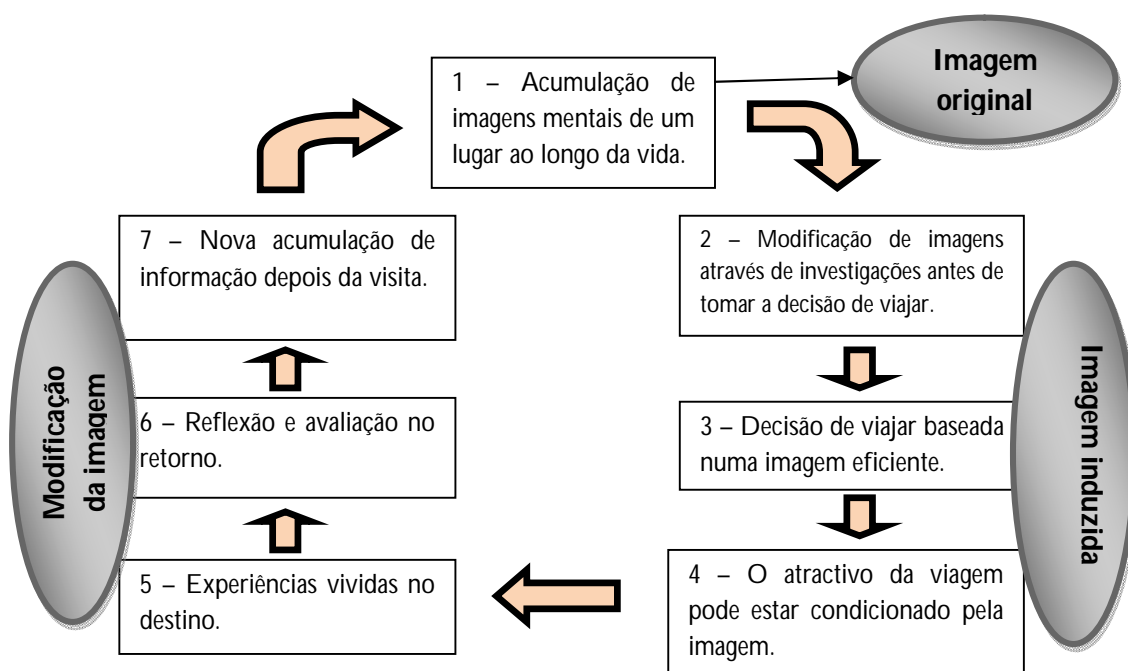 Imagem
original
1 – Acumulação de
imagens mentais de um
lugar ao longo da vida.
7 – Nova acumulação de
informação depois da visita.
2 – Modificação de imagens
através de investigações antes de
tomar a decisão de viajar.
Modificação
da imagem
Imagem induzida
6 – Reflexão e avaliação no
retorno.
3 – Decisão de viajar baseada
numa imagem eficiente.
5 – Experiências vividas no
destino.
4 – O atractivo da viagem
pode estar condicionado pela
imagem.